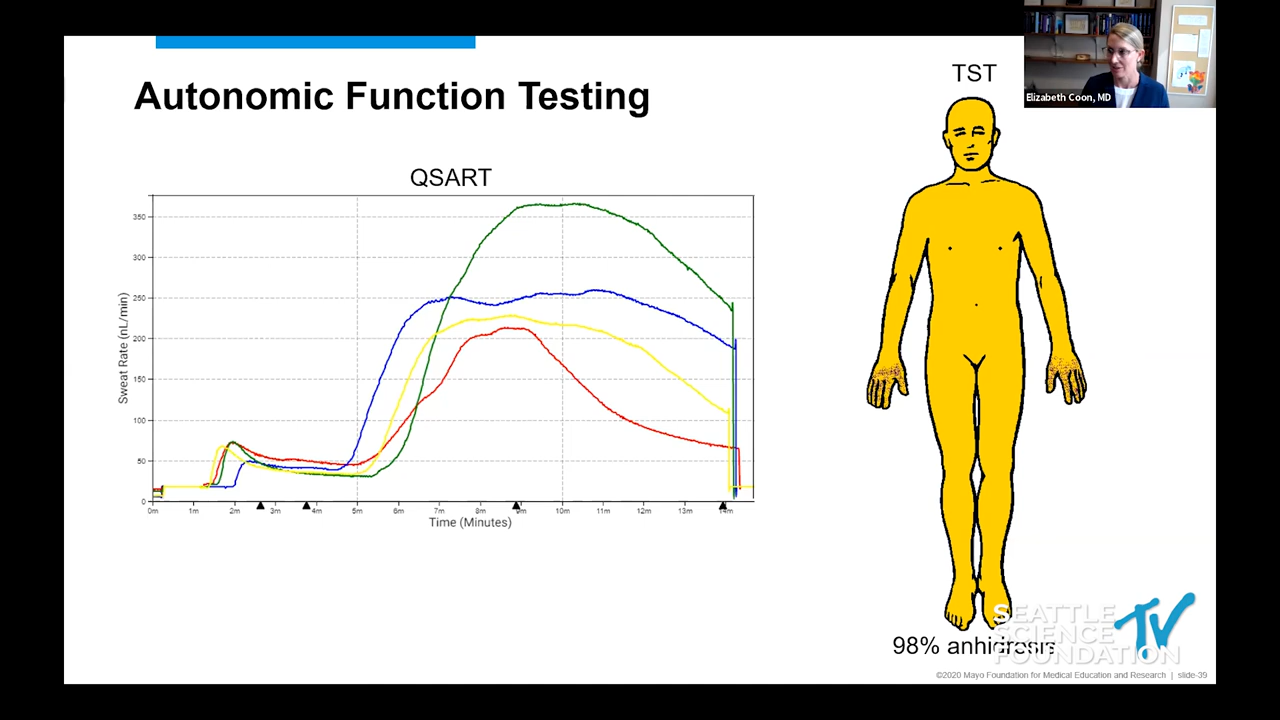 Autonomic Function Testing
TST
Elizabeth Coon, MD
QSART
350
300
250
200
150
100
50
0
Sweat Rate (nL/min)
0m 1m 2m 3m 4m 5m 6m 7m 8m 9m 10m 11m 12m 13m 14m
Time (Minutes)
98% anhidrosis
SEATTLE
SCIENCE
FOUNDATION
TV
©2020 Mayo Foundation for Medical Education and Research | slide-39